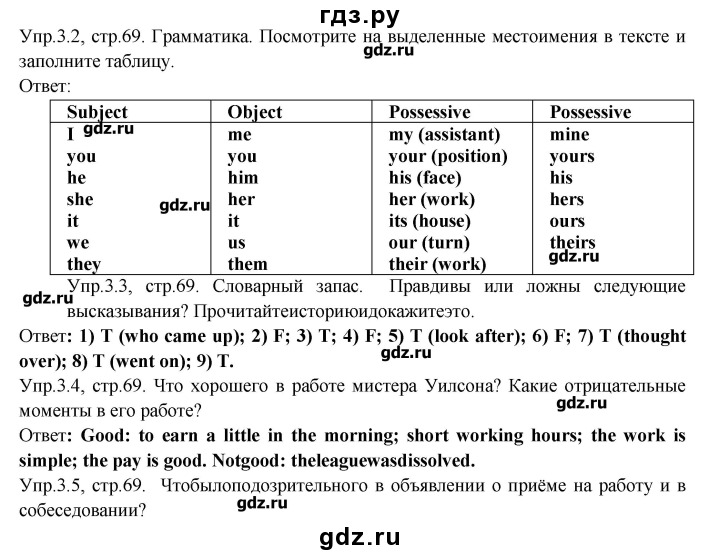 гдз.ру
Упр.3.2, стр.69. Грамматика. Посмотрите на выделенные местоимения в тексте и
gdz.ru
заполните таблицу.
Ответ:
Subject Object Possessive Possessive
I me my (assistant) mine
gdz.ru
you you your (position) yours
he him his (face) his
she her her (work) hers
gdz.ru
it it its (house) ours
we us our (turn) theirs
gdz.ru
they them their (work)
Упр.3.3, стр.69. Словарный запас. Правдивы или ложны следующие
gdz.ru
высказывания? Прочитайтеисториюидокажитеэто.
Ответ: 1) T (who came up); 2) F; 3) T; 4) F; 5) T (look after); 6) F; 7) T (thought
gdz.ru
over); 8) T (went on); 9) T.
Упр.3.4, стр.69. Что хорошего в работе мистера Уилсона? Какие отрицательные
моменты в его работе?
gdz.ru
Ответ: Good: to earn a little in the morning; short working hours; the work is
simple; the pay is good. Notgood: theleaguewasdissolved.
Упр.3.5, стр.69. Чтобылоподозрительного в объявлении о приёме на работу и в
gdz.ru
собеседовании?
gdz.ru